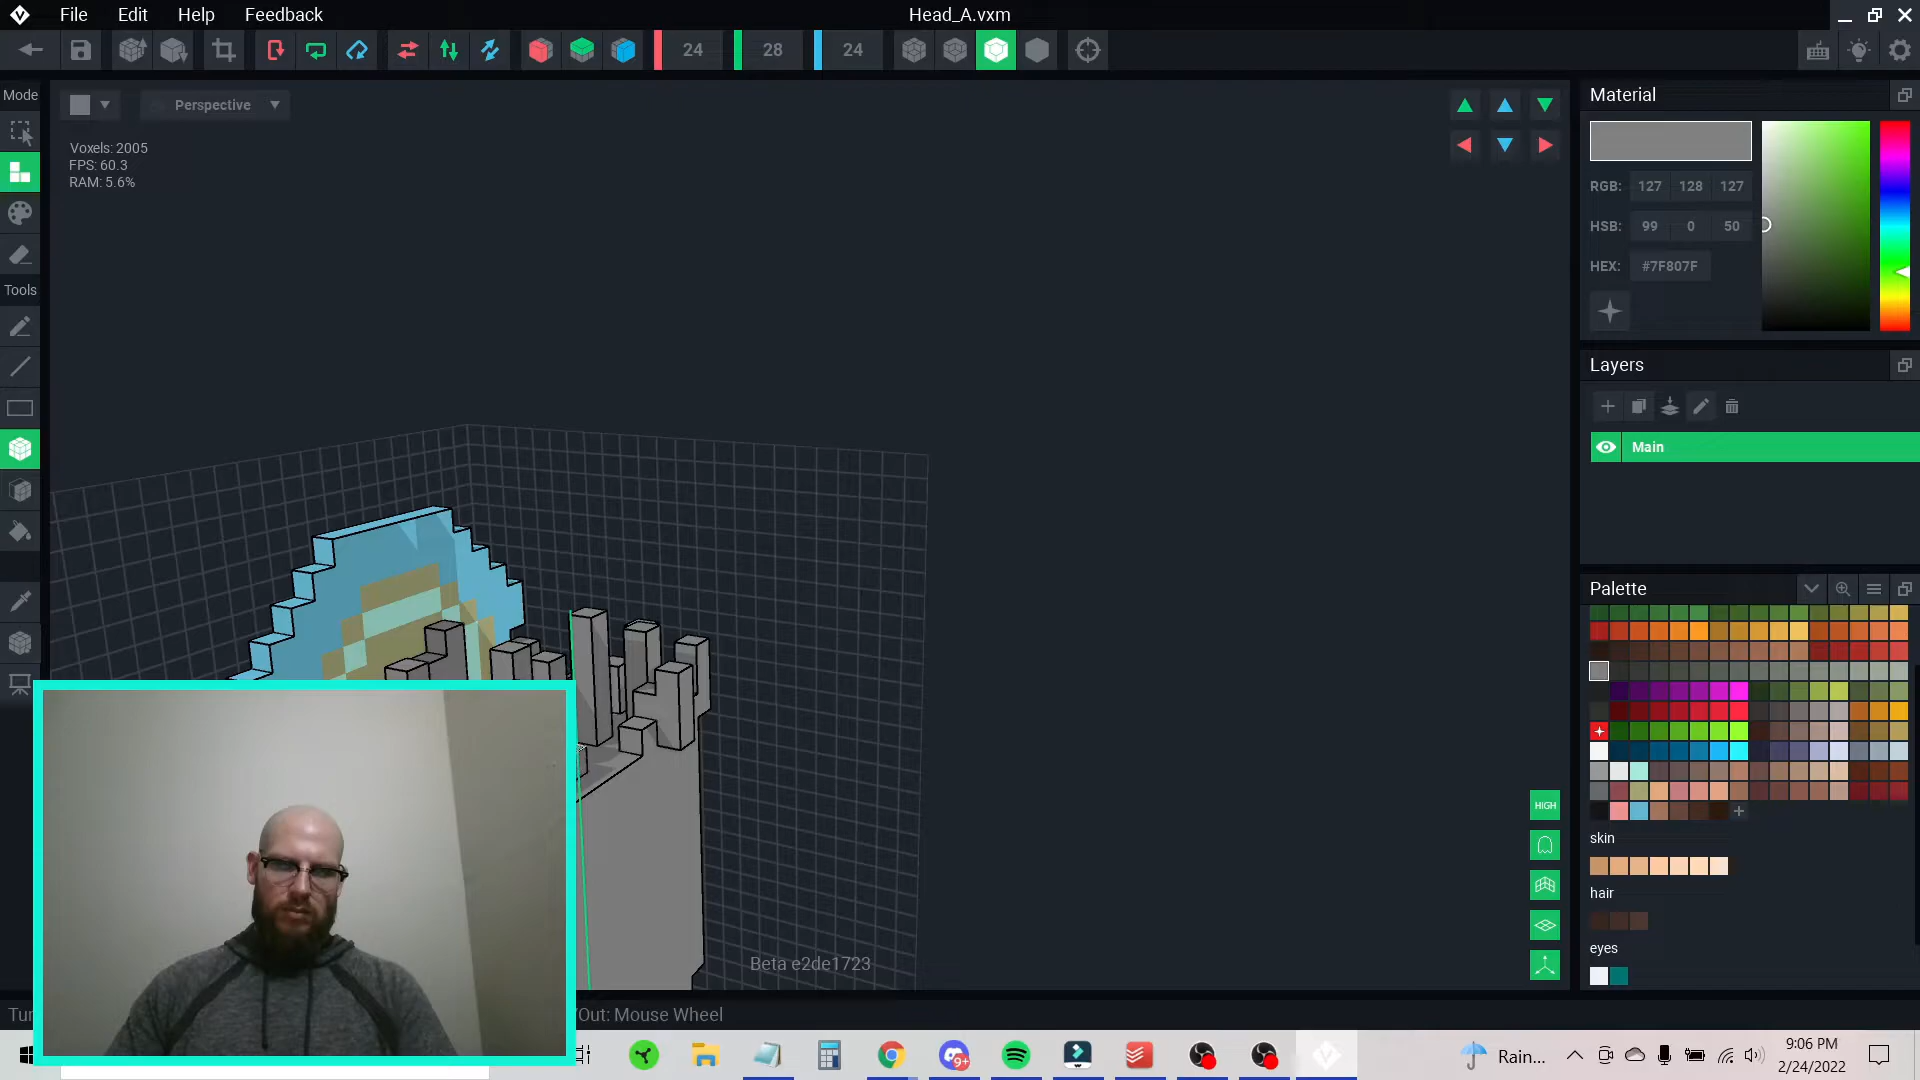 File Edit Help Feedback
Head_A.vxm
24 28 24
Mode
Perspective
Voxels: 2005
FPS: 60.3
RAM: 5.6%
Tools
Material
RGB: 127 128 127
HSB: 99 0 50
HEX: #7F807F
Layers
Main
Palette
skin
hair
eyes
HIGH
Beta e2de1723
Tur
/Out: Mouse Wheel
9+
Rain...
9:06 PM
2/24/2022